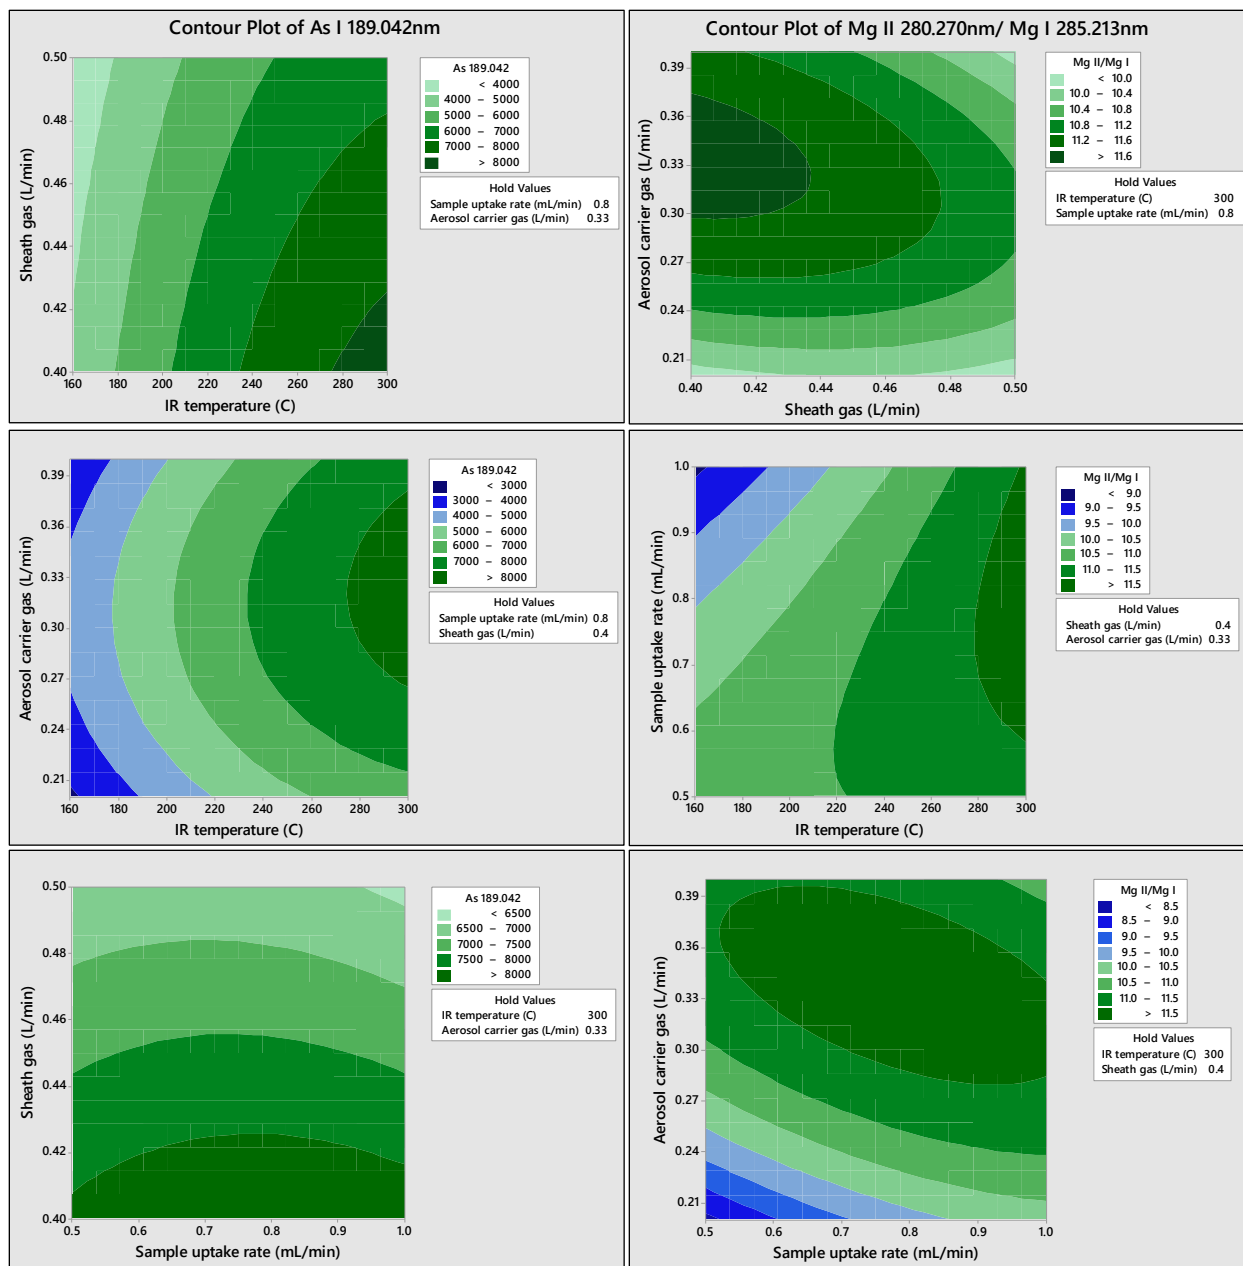 Contour Plot of As I 189.042nm
Sheath gas (L/min)
0.50
0.48
0.46
0.44
0.42
0.40
160 180 200 220 240 260 280 300
IR temperature (C)
As 189.042
< 4000
4000 – 5000
5000 – 6000
6000 – 7000
7000 – 8000
> 8000
Hold Values
Sample uptake rate (mL/min) 0.8
Aerosol carrier gas (L/min) 0.33
Contour Plot of Mg II 280.270nm/ Mg I 285.213nm
Aerosol carrier gas (L/min)
0.39
0.36
0.33
0.30
0.27
0.24
0.21
0.40 0.42 0.44 0.46 0.48 0.50
Sheath gas (L/min)
Mg II/Mg I
< 10.0
10.0 – 10.4
10.4 – 10.8
10.8 – 11.2
11.2 – 11.6
> 11.6
Hold Values
IR temperature (C) 300
Sample uptake rate (mL/min) 0.8
Aerosol carrier gas (L/min)
0.39
0.36
0.33
0.30
0.27
0.24
0.21
160 180 200 220 240 260 280 300
IR temperature (C)
As 189.042
< 3000
3000 – 4000
4000 – 5000
5000 – 6000
6000 – 7000
7000 – 8000
> 8000
Hold Values
Sample uptake rate (mL/min) 0.8
Sheath gas (L/min) 0.4
Sample uptake rate (mL/min)
1.0
0.9
0.8
0.7
0.6
0.5
160 180 200 220 240 260 280 300
IR temperature (C)
Mg II/Mg I
< 9.0
9.0 – 9.5
9.5 – 10.0
10.0 – 10.5
10.5 – 11.0
11.0 – 11.5
> 11.5
Hold Values
Sheath gas (L/min) 0.4
Aerosol carrier gas (L/min) 0.33
Sheath gas (L/min)
0.50
0.48
0.46
0.44
0.42
0.40
0.5 0.6 0.7 0.8 0.9 1.0
Sample uptake rate (mL/min)
As 189.042
< 6500
6500 – 7000
7000 – 7500
7500 – 8000
> 8000
Hold Values
IR temperature (C) 300
Aerosol carrier gas (L/min) 0.33
Aerosol carrier gas (L/min)
0.39
0.36
0.33
0.30
0.27
0.24
0.21
0.5 0.6 0.7 0.8 0.9 1.0
Sample uptake rate (mL/min)
Mg II/Mg I
< 8.5
8.5 – 9.0
9.0 – 9.5
9.5 – 10.0
10.0 – 10.5
10.5 – 11.0
11.0 – 11.5
> 11.5
Hold Values
IR temperature (C) 300
Sheath gas (L/min) 0.4